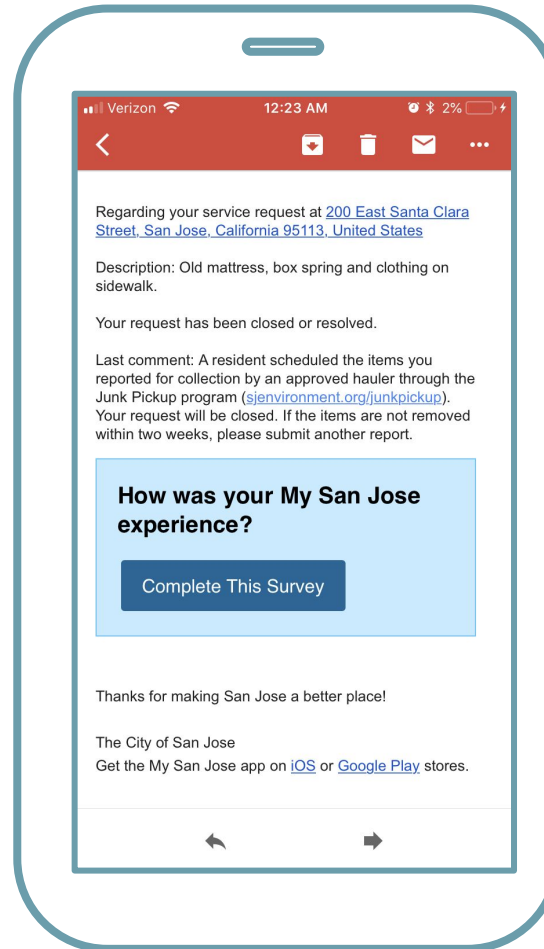 Verizon 12:23 AM 2%
Regarding your service request at 200 East Santa Clara
Street, San Jose, California 95113, United States
Description: Old mattress, box spring and clothing on
sidewalk.
Your request has been closed or resolved.
Last comment: A resident scheduled the items you
reported for collection by an approved hauler through the
Junk Pickup program (sjenvironment.org/junkpickup).
Your request will be closed. If the items are not removed
within two weeks, please submit another report.
How was your My San Jose
experience?
Complete This Survey
Thanks for making San Jose a better place!
The City of San Jose
Get the My San Jose app on iOS or Google Play stores.